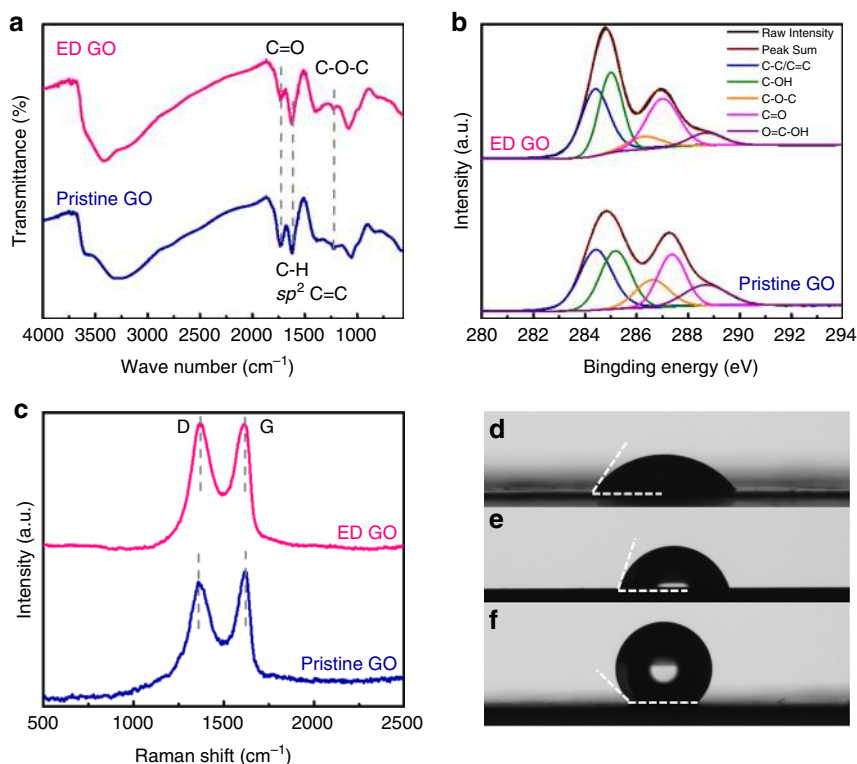 a
ED GO
C=O
C-O-C
Pristine GO
C-H
sp² C=C
Transmittance (%)
4000 3500 3000 2500 2000 1500 1000
Wave number (cm⁻¹)
b
Raw Intensity
Peak Sum
C-C/C=C
C-OH
C-O-C
C=O
O=C-OH
ED GO
Pristine GO
Intensity (a.u.)
280 282 284 286 288 290 292 294
Bingding energy (eV)
c
D G
ED GO
Pristine GO
Intensity (a.u.)
500 1000 1500 2000 2500
Raman shift (cm⁻¹)
d
e
f